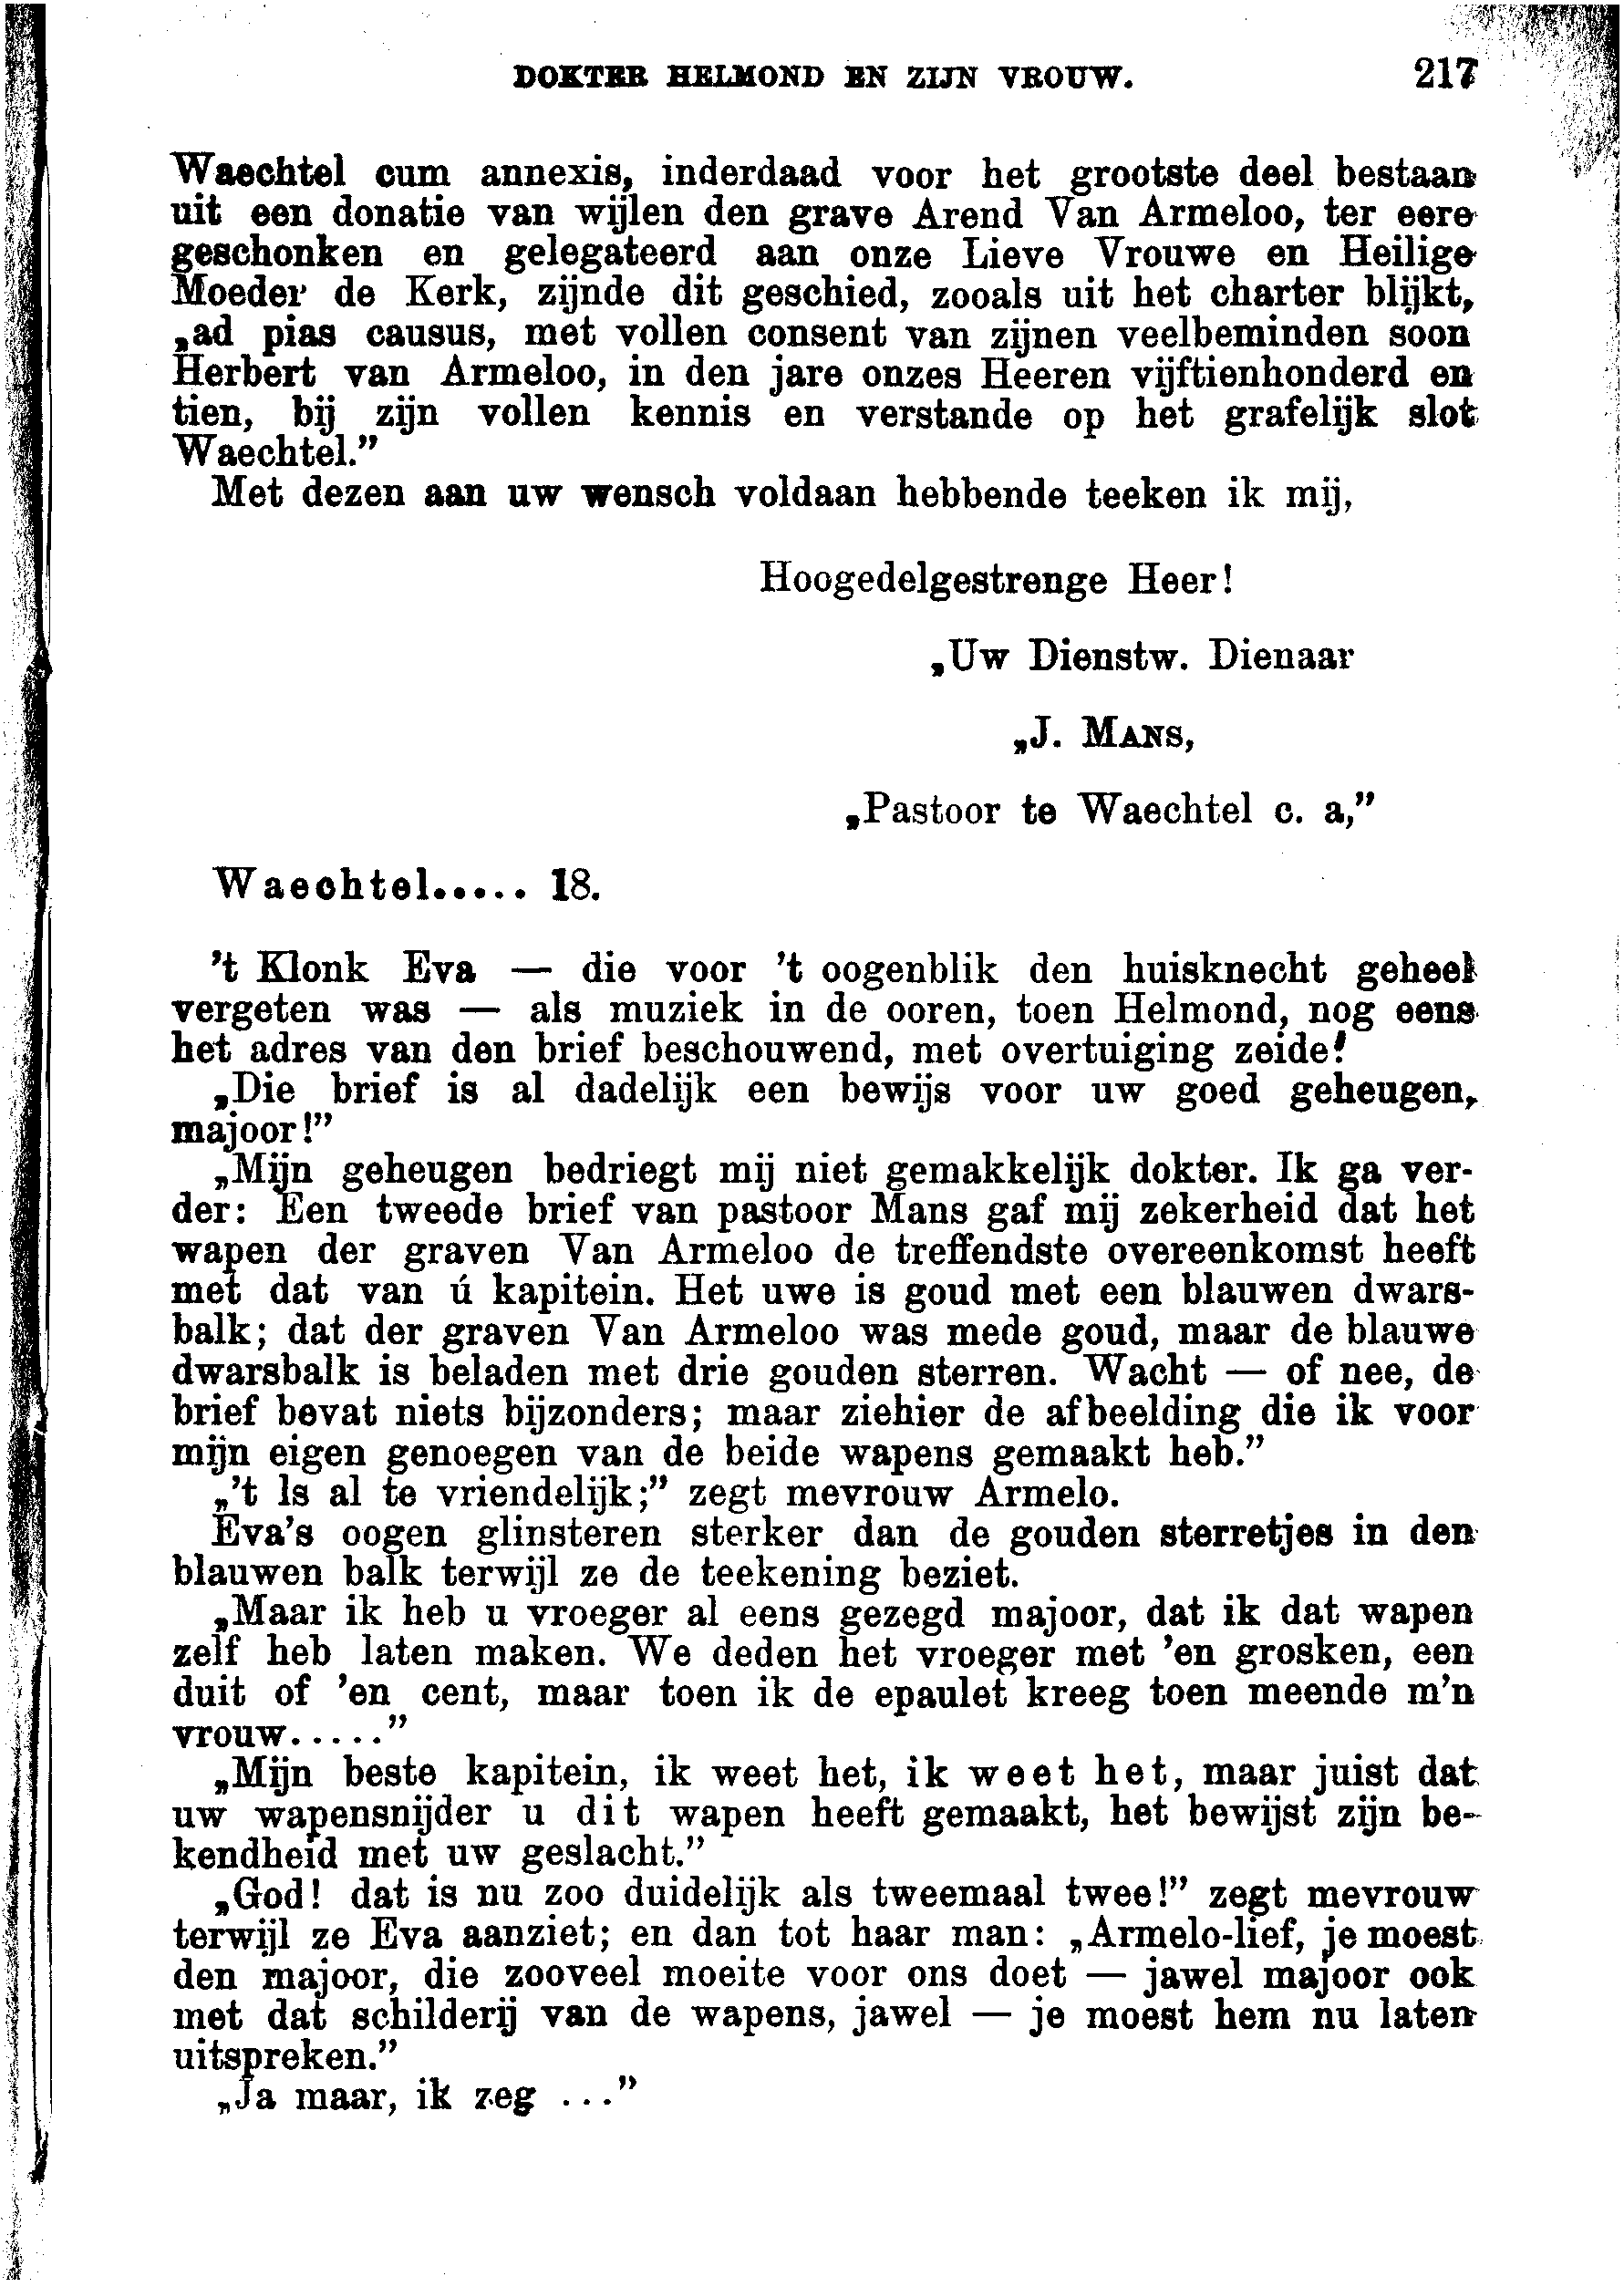 DOKTER HELMOND EN ZIJN VROUW. 217
Waechtel cum annexis, inderdaad voor het grootste deel bestaan
uit een donatie van wijlen den grave Arend Van Armeloo, ter eere
geschonken en gelegateerd aan onze Lieve Vrouwe en Heilige
Moeder de Kerk, zijnde dit geschied, zooals uit het charter blijkt,
„ad pias causus, met vollen consent van zijnen veelbeminden soon
Herbert van Armeloo, in den jare onzes Heeren vijftienhonderd en
tien, bij zijn vollen kennis en verstande op het grafelijk slot
Waechtel.”
Met dezen aan uw wensch voldaan hebbende teeken ik mij,
Hoogedelgestrenge Heer!
„Uw Dienstw. Dienaar
„J. MANS,
„Pastoor te Waechtel c. a,”
Waechtel..... 18.
’t Klonk Eva — die voor ’t oogenblik den huisknecht geheel
vergeten was — als muziek in de ooren, toen Helmond, nog eens
het adres van den brief beschouwend, met overtuiging zeide!
„Die brief is al dadelijk een bewijs voor uw goed geheugen,
majoor!”
„Mijn geheugen bedriegt mij niet gemakkelijk dokter. Ik ga ver-
der: Een tweede brief van pastoor Mans gaf mij zekerheid dat het
wapen der graven Van Armeloo de treffendste overeenkomst heeft
met dat van ú kapitein. Het uwe is goud met een blauwen dwars-
balk; dat der graven Van Armeloo was mede goud, maar de blauwe
dwarsbalk is beladen met drie gouden sterren. Wacht — of nee, de
brief bevat niets bijzonders; maar ziehier de afbeelding die ik voor
mijn eigen genoegen van de beide wapens gemaakt heb.”
„’t Is al te vriendelijk;” zegt mevrouw Armelo.
Eva’s oogen glinsteren sterker dan de gouden sterretjes in den
blauwen balk terwijl ze de teekening beziet.
„Maar ik heb u vroeger al eens gezegd majoor, dat ik dat wapen
zelf heb laten maken. We deden het vroeger met ’en grosken, een
duit of ’en cent, maar toen ik de epaulet kreeg toen meende m’n
vrouw.....”
„Mijn beste kapitein, ik weet het, ik weet het, maar juist dat
uw wapensnijder u dit wapen heeft gemaakt, het bewijst zijn be-
kendheid met uw geslacht.”
„God! dat is nu zoo duidelijk als tweemaal twee!” zegt mevrouw
terwijl ze Eva aanziet; en dan tot haar man: „Armelo-lief, je moest
den majoor, die zooveel moeite voor ons doet — jawel majoor ook
met dat schilderij van de wapens, jawel — je moest hem nu laten
uitspreken.”
„Ja maar, ik zeg ...”